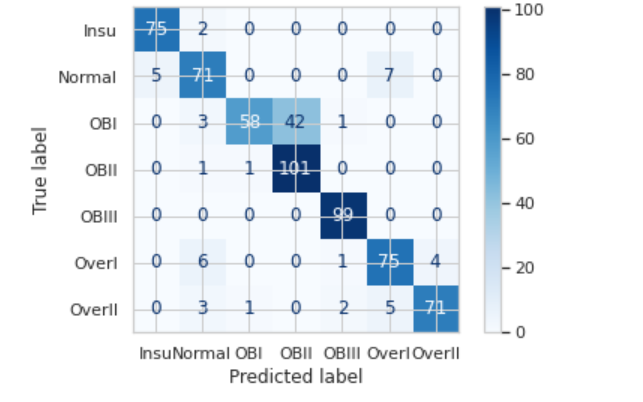 Insu 75 2 0 0 0 0 0
Normal 5 71 0 0 0 7 0
OBI 0 3 58 42 1 0 0
OBII 0 1 1 101 0 0 0
OBIII 0 0 0 0 99 0 0
OverI 0 6 0 0 1 75 4
OverII 0 3 1 0 2 5 71
Insu Normal OBI OBII OBIII OverI OverII
Predicted label
True label
100
80
60
40
20
0